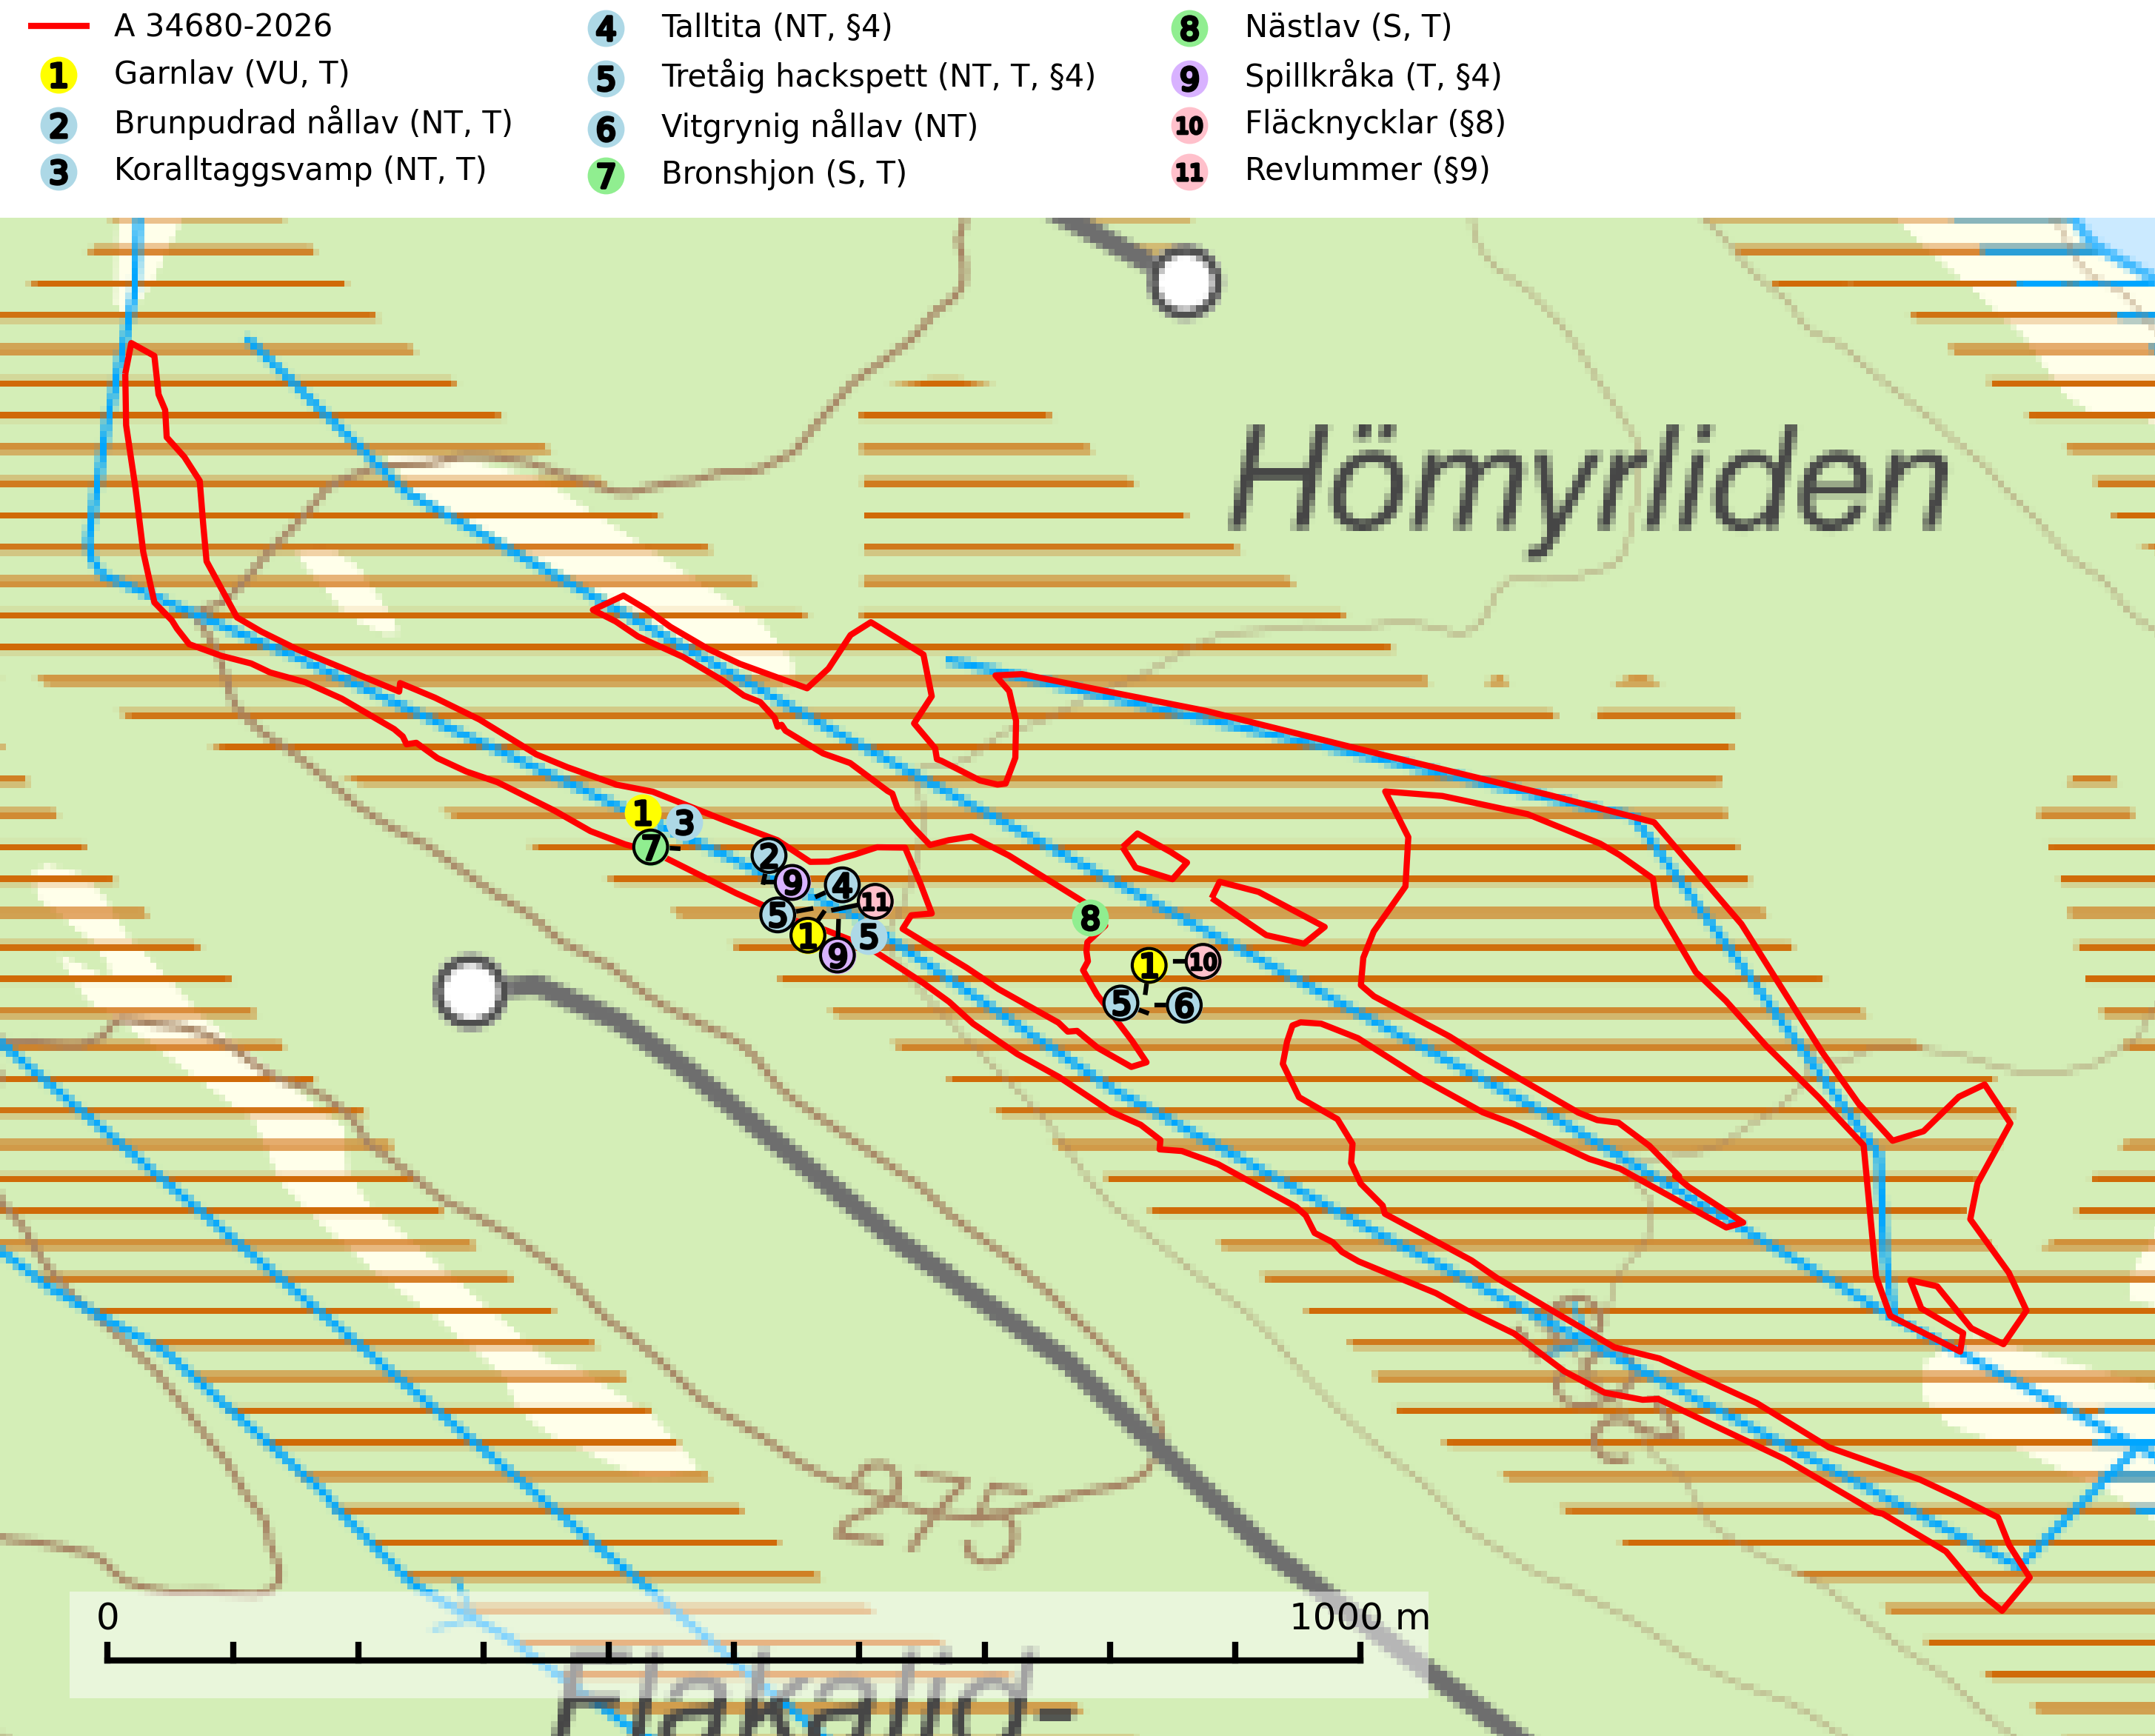 A 34680-2026
1 Garnlav (VU, T)
2 Brunpudrad nållav (NT, T)
3 Koralltaggsvamp (NT, T)
4 Talltita (NT, §4)
5 Tretåig hackspett (NT, T, §4)
6 Vitgrynig nållav (NT)
7 Bronshjon (S, T)
8 Nästlav (S, T)
9 Spillkråka (T, §4)
10 Fläcknycklar (§8)
11 Revlummer (§9)
Hömyrliden
1 3
7
2
9 4 11
5
1 5
9
8
1 10
5 6
275
0 1000 m
Flakalid-